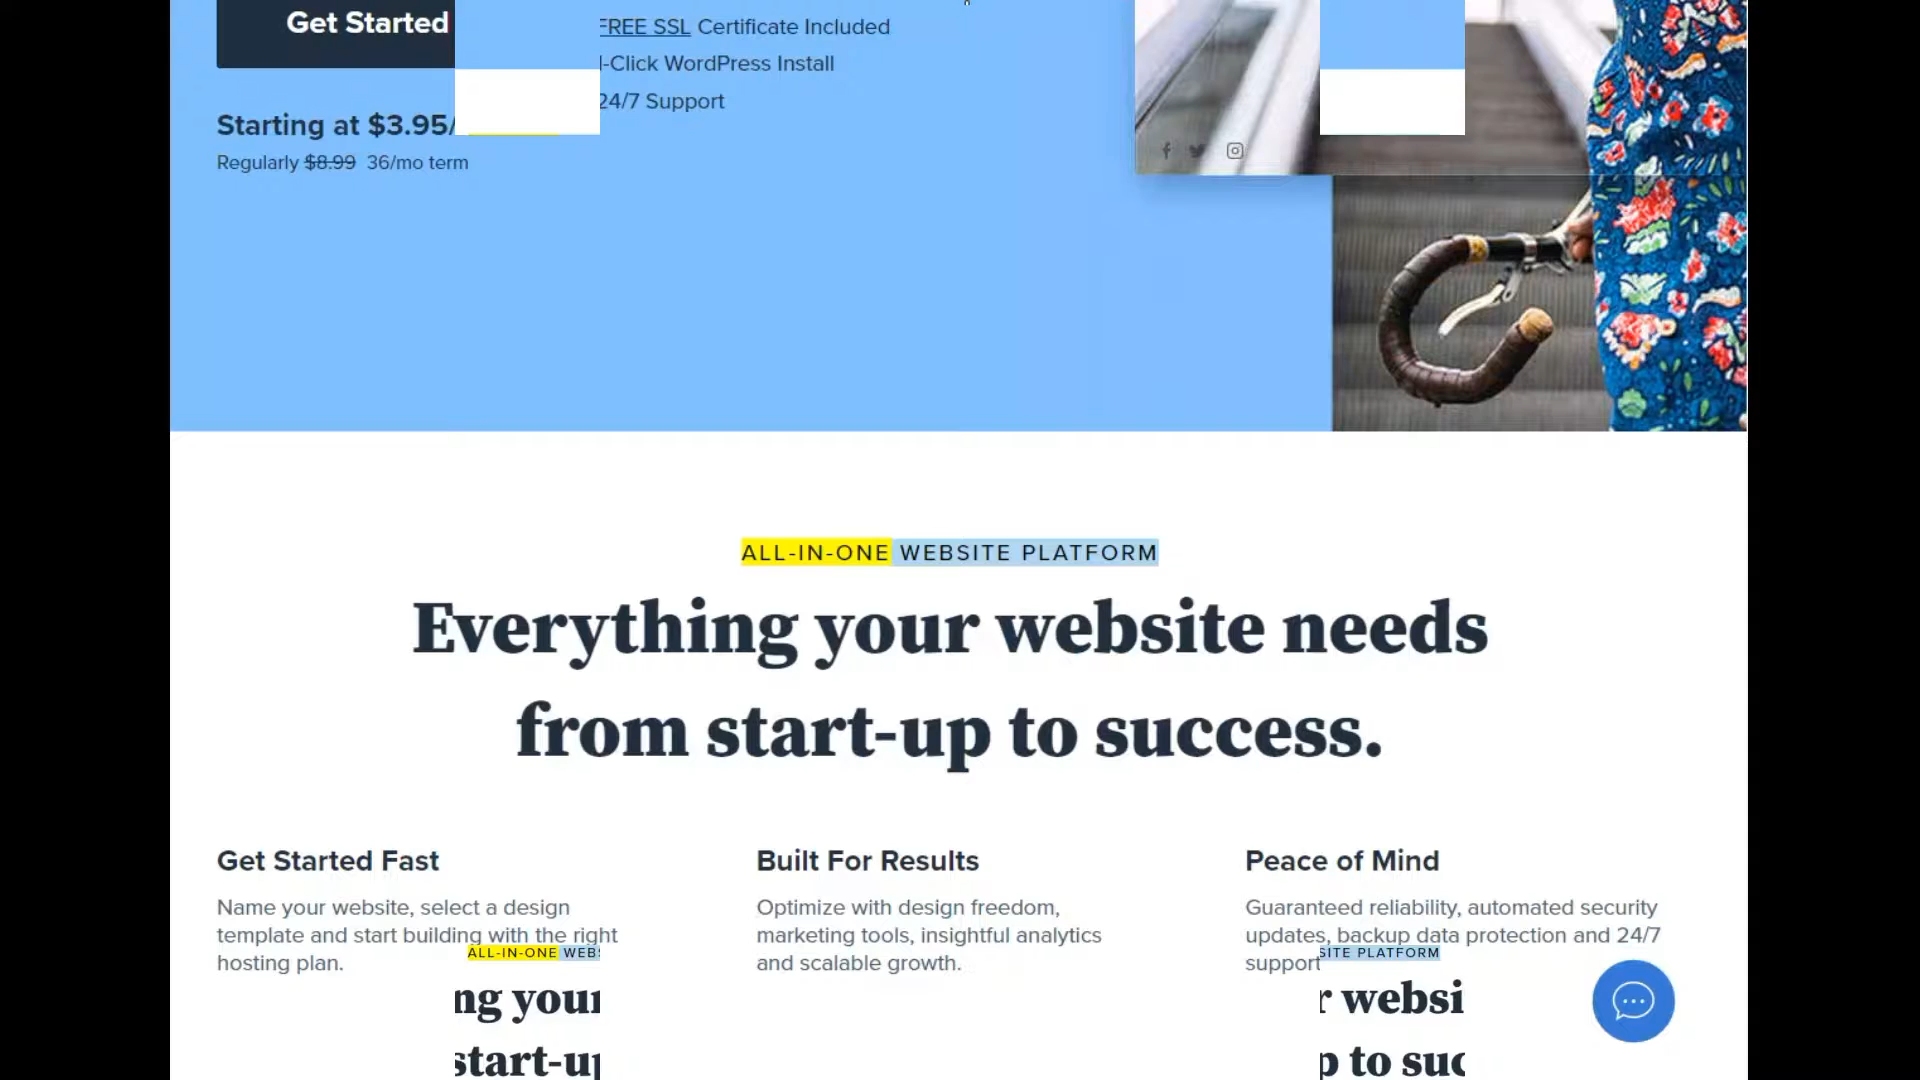 Get Started
FREE SSL Certificate Included
-Click WordPress Install
24/7 Support
Starting at $3.95/
Regularly $8.99 36/mo term
ALL-IN-ONE WEBSITE PLATFORM
Everything your website needs
from start-up to success.
Get Started Fast
Name your website, select a design
template and start building with the right
hosting plan.
Built For Results
Optimize with design freedom,
marketing tools, insightful analytics
and scalable growth.
Peace of Mind
Guaranteed reliability, automated security
updates, backup data protection and 24/7
support
ALL-IN-ONE WEBS
ng your
start-up
SITE PLATFORM
r websi
p to suc